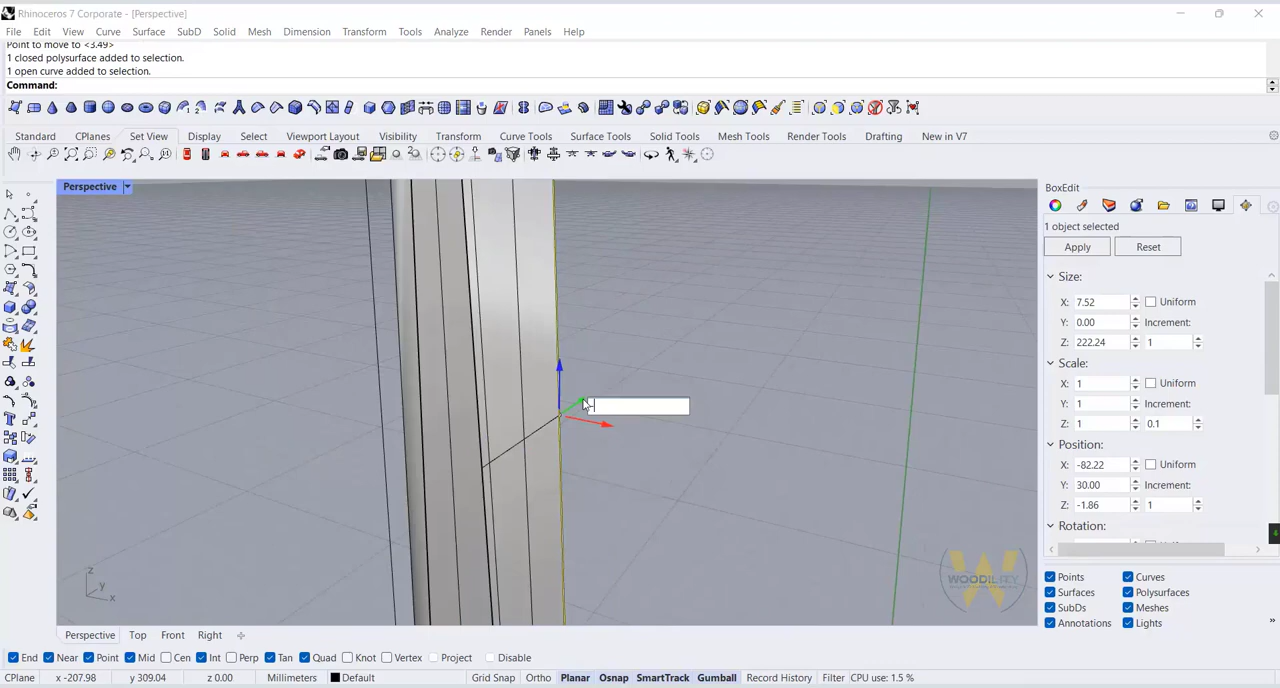 Rhinoceros 7 Corporate - [Perspective]
File Edit View Curve Surface SubD Solid Mesh Dimension Transform Tools Analyze Render Panels Help
Point to move to <3.49>
1 closed polysurface added to selection.
1 open curve added to selection.
Command:
Standard CPlanes Set View Display Select Viewport Layout Visibility Transform Curve Tools Surface Tools Solid Tools Mesh Tools Render Tools Drafting New in V7
Perspective
BoxEdit
1 object selected
Apply Reset
Size:
X: 7.52 Uniform
Y: 0.00 Increment:
Z: 222.24 1
Scale:
X: 1 Uniform
Y: 1 Increment:
Z: 1 0.1
Position:
X: -82.22 Uniform
Y: 30.00 Increment:
Z: -1.86 1
Rotation:
z
y
x
WOODILITY
Points Curves
Surfaces Polysurfaces
SubDs Meshes
Annotations Lights
Perspective Top Front Right
End Near Point Mid Cen Int Perp Tan Quad Knot Vertex Project Disable
CPlane x -207.98 y 309.04 z 0.00 Millimeters Default Grid Snap Ortho Planar Osnap SmartTrack Gumball Record History Filter CPU use: 1.5 %